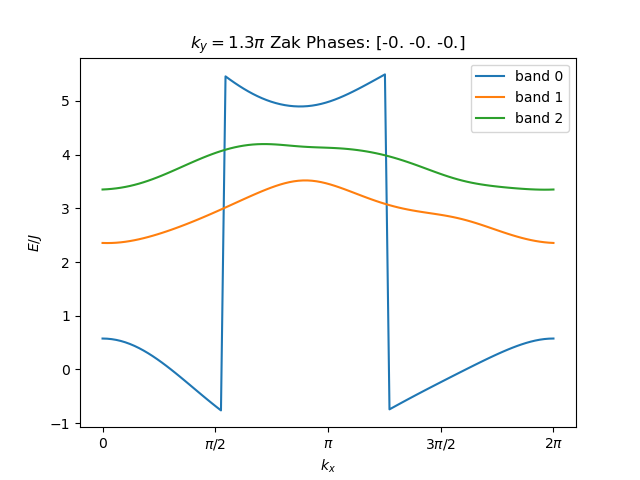 k_y = 1.3π Zak Phases: [-0. -0. -0.]
band 0
band 1
band 2
5
4
3
2
1
0
−1
E/J
0
π/2
π
3π/2
2π
k_x